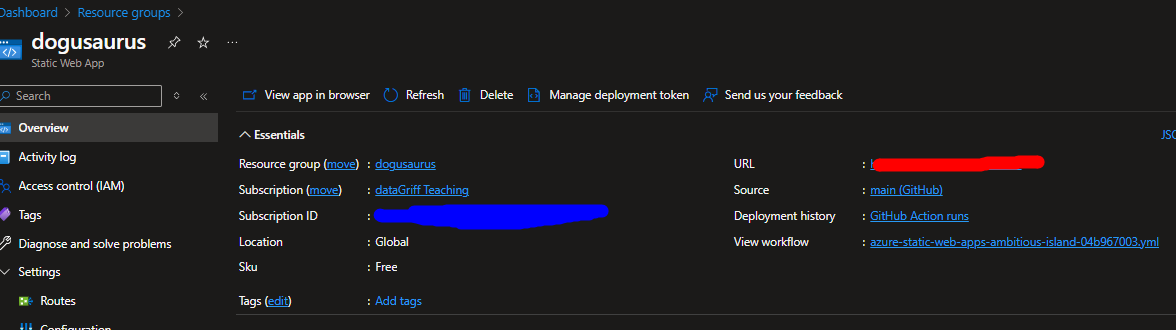 Dashboard > Resource groups >
dogusaurus
Static Web App
Search
View app in browser Refresh Delete Manage deployment token Send us your feedback
Overview
Activity log
Access control (IAM)
Tags
Diagnose and solve problems
Settings
Routes
Configuration
Essentials
JSO
Resource group (move) : dogusaurus
Subscription (move) : dataGriff Teaching
Subscription ID :
Location : Global
Sku : Free
Tags (edit) : Add tags
URL :
Source : main (GitHub)
Deployment history : GitHub Action runs
View workflow : azure-static-web-apps-ambitious-island-04b967003.yml